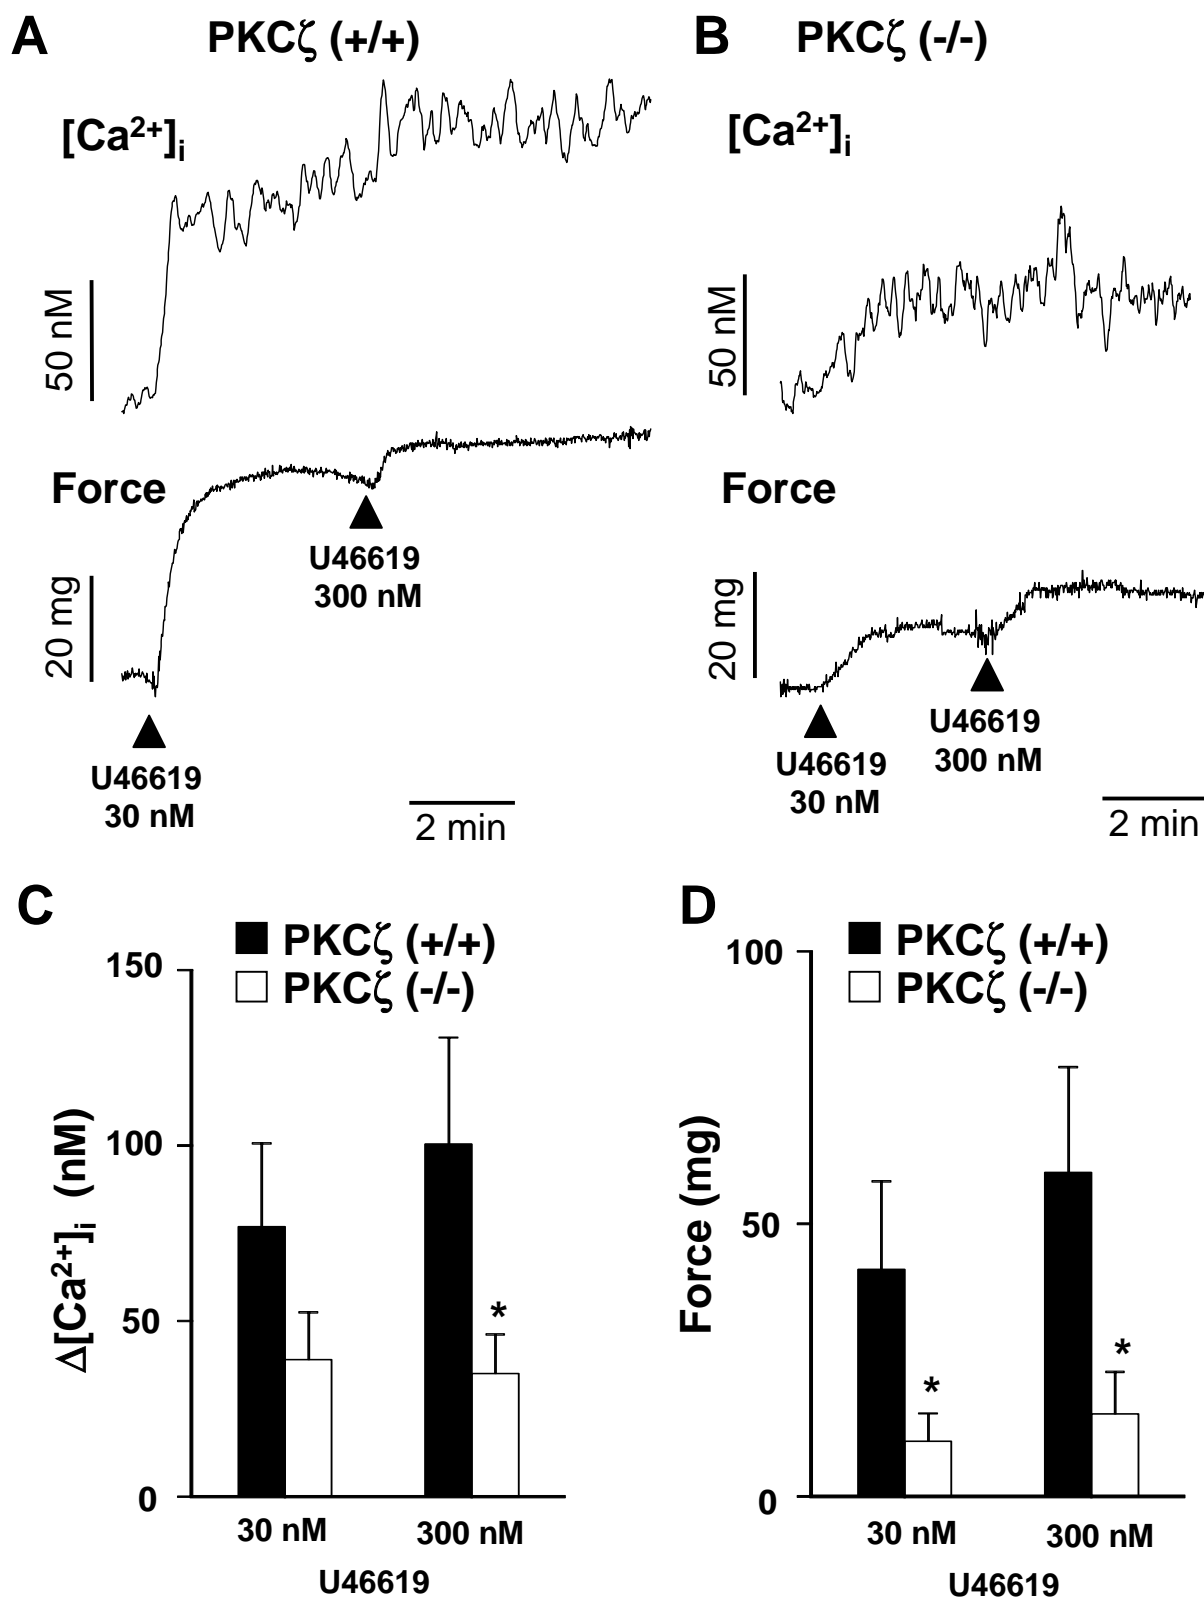 A
PKCζ (+/+)
[Ca²⁺]ᵢ
50 nM
Force
20 mg
U46619
300 nM
U46619
30 nM
2 min
B
PKCζ (-/-)
[Ca²⁺]ᵢ
50 nM
Force
20 mg
U46619
300 nM
U46619
30 nM
2 min
C
PKCζ (+/+)
PKCζ (-/-)
Δ[Ca²⁺]ᵢ (nM)
150
100
50
0
*
30 nM
300 nM
U46619
D
PKCζ (+/+)
PKCζ (-/-)
Force (mg)
100
50
0
*
*
30 nM
300 nM
U46619